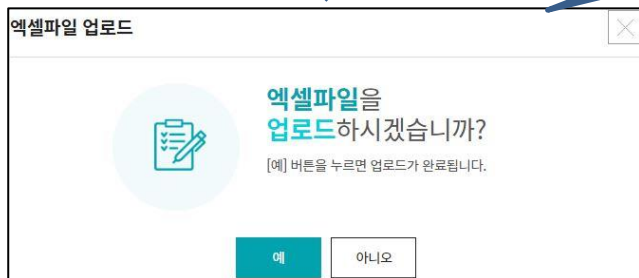 엑셀파일 업로드
엑셀파일을
업로드하시겠습니까?
[예] 버튼을 누르면 업로드가 완료됩니다.
예
아니오